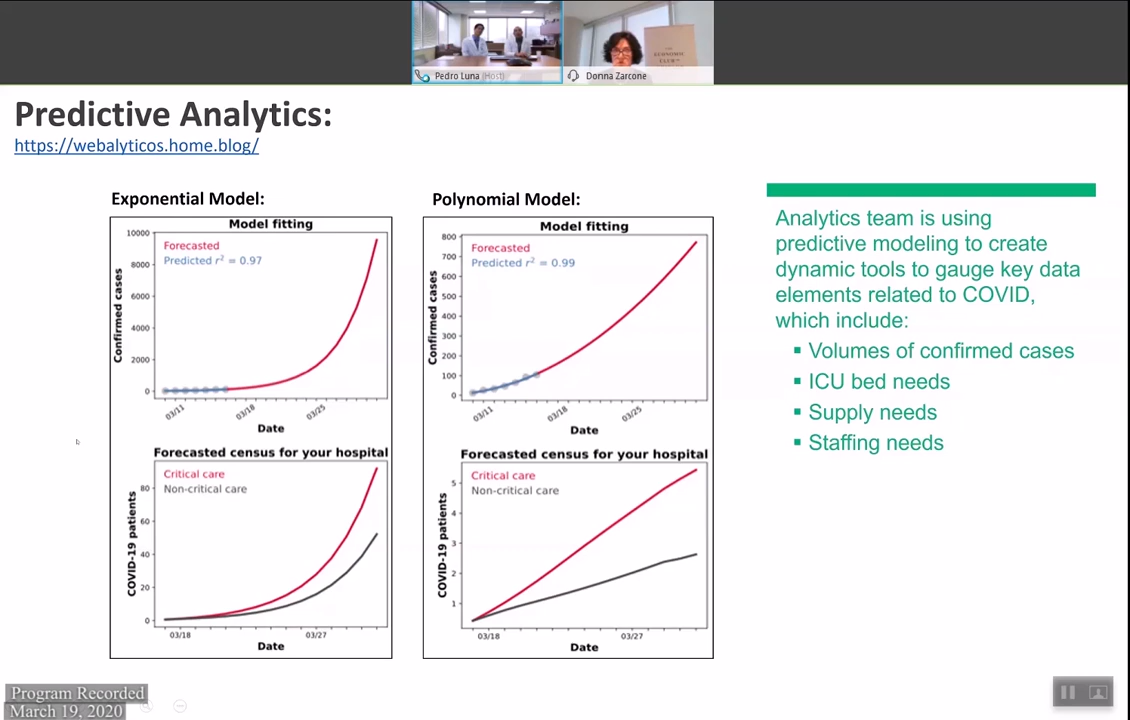 Pedro Luna (Host)
Donna Zarcone
THE
ECONOMIC
CLUB
Predictive Analytics:
https://webalyticos.home.blog/
Exponential Model:
Model fitting
Forecasted
Predicted r² = 0.97
Confirmed cases
10000
8000
6000
4000
2000
0
03/11
03/18
03/25
Date
Forecasted census for your hospital
Critical care
Non-critical care
COVID-19 patients
80
60
40
20
0
03/18
03/27
Date
Polynomial Model:
Model fitting
Forecasted
Predicted r² = 0.99
Confirmed cases
800
700
600
500
400
300
200
100
0
03/11
03/18
03/25
Date
Forecasted census for your hospital
Critical care
Non-critical care
COVID-19 patients
5
4
3
2
1
03/18
03/27
Date
Analytics team is using
predictive modeling to create
dynamic tools to gauge key data
elements related to COVID,
which include:
▪ Volumes of confirmed cases
▪ ICU bed needs
▪ Supply needs
▪ Staffing needs
Program Recorded
March 19, 2020